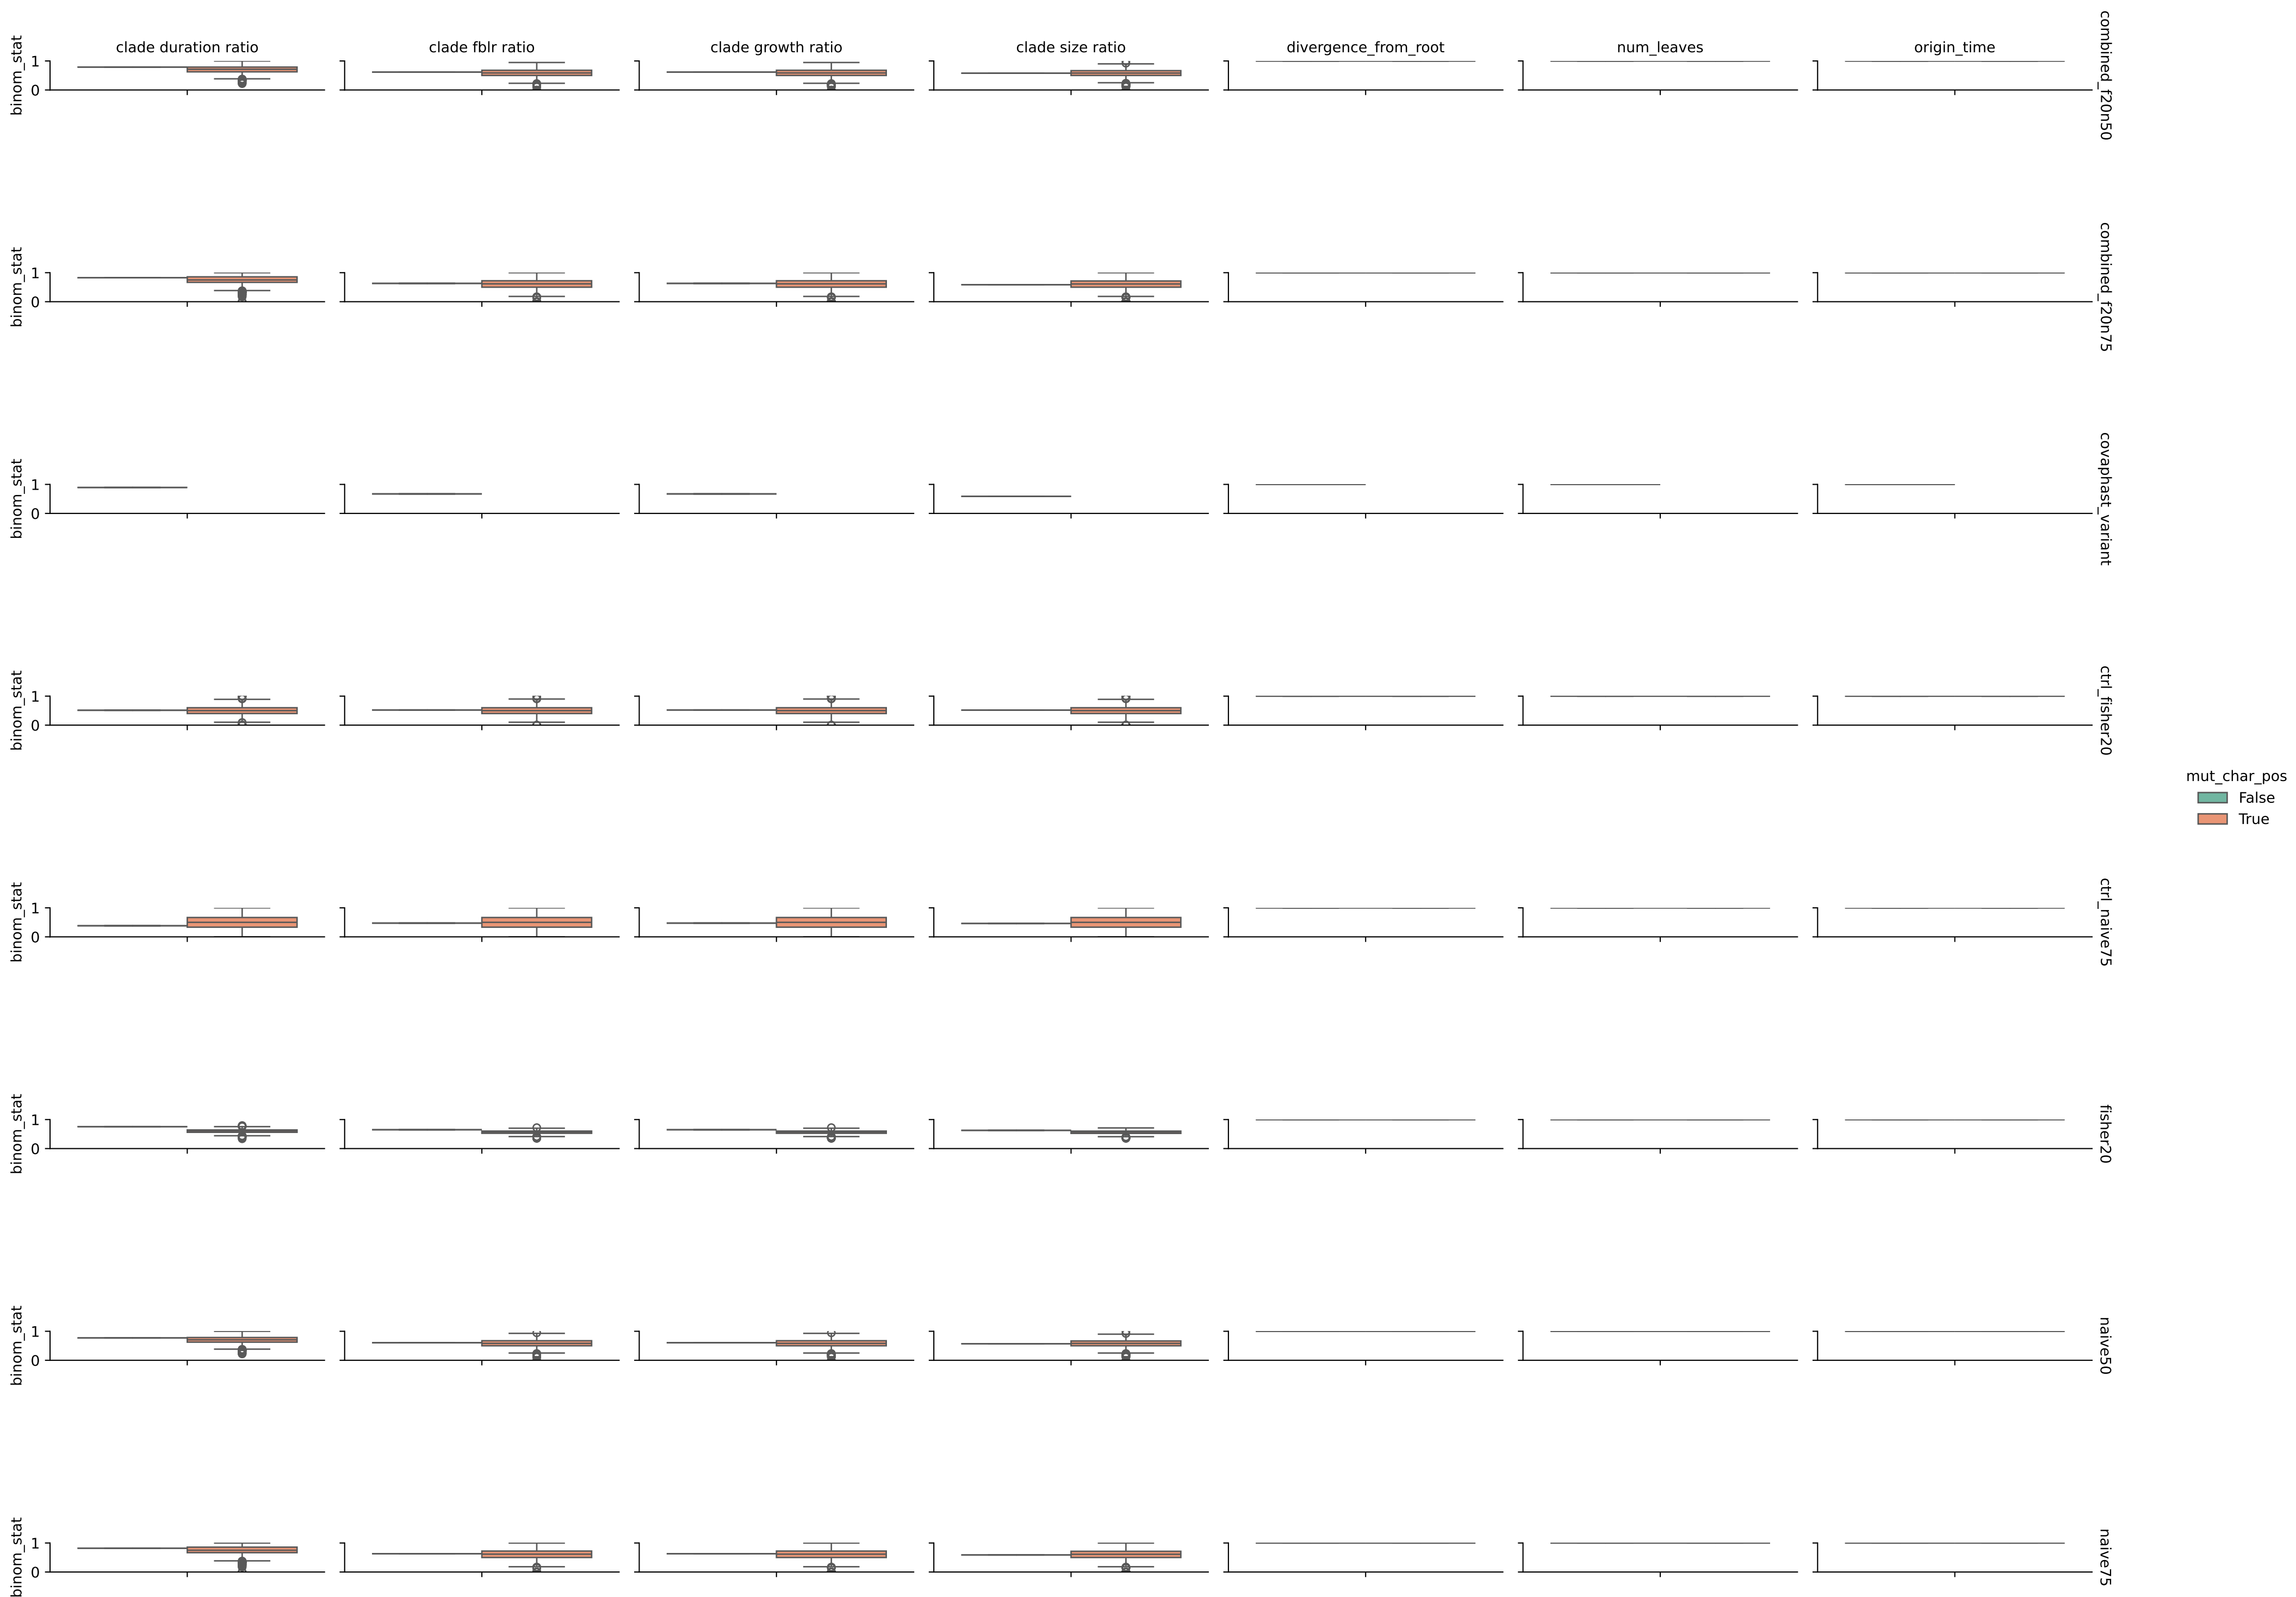 clade duration ratio
clade fblr ratio
clade growth ratio
clade size ratio
divergence_from_root
num_leaves
origin_time
binom_stat
1
0
combined_f20n50
binom_stat
1
0
combined_f20n75
binom_stat
1
0
covaphast_variant
binom_stat
1
0
ctrl_fisher20
mut_char_pos
False
True
binom_stat
1
0
ctrl_naive75
binom_stat
1
0
fisher20
binom_stat
1
0
naive50
binom_stat
1
0
naive75